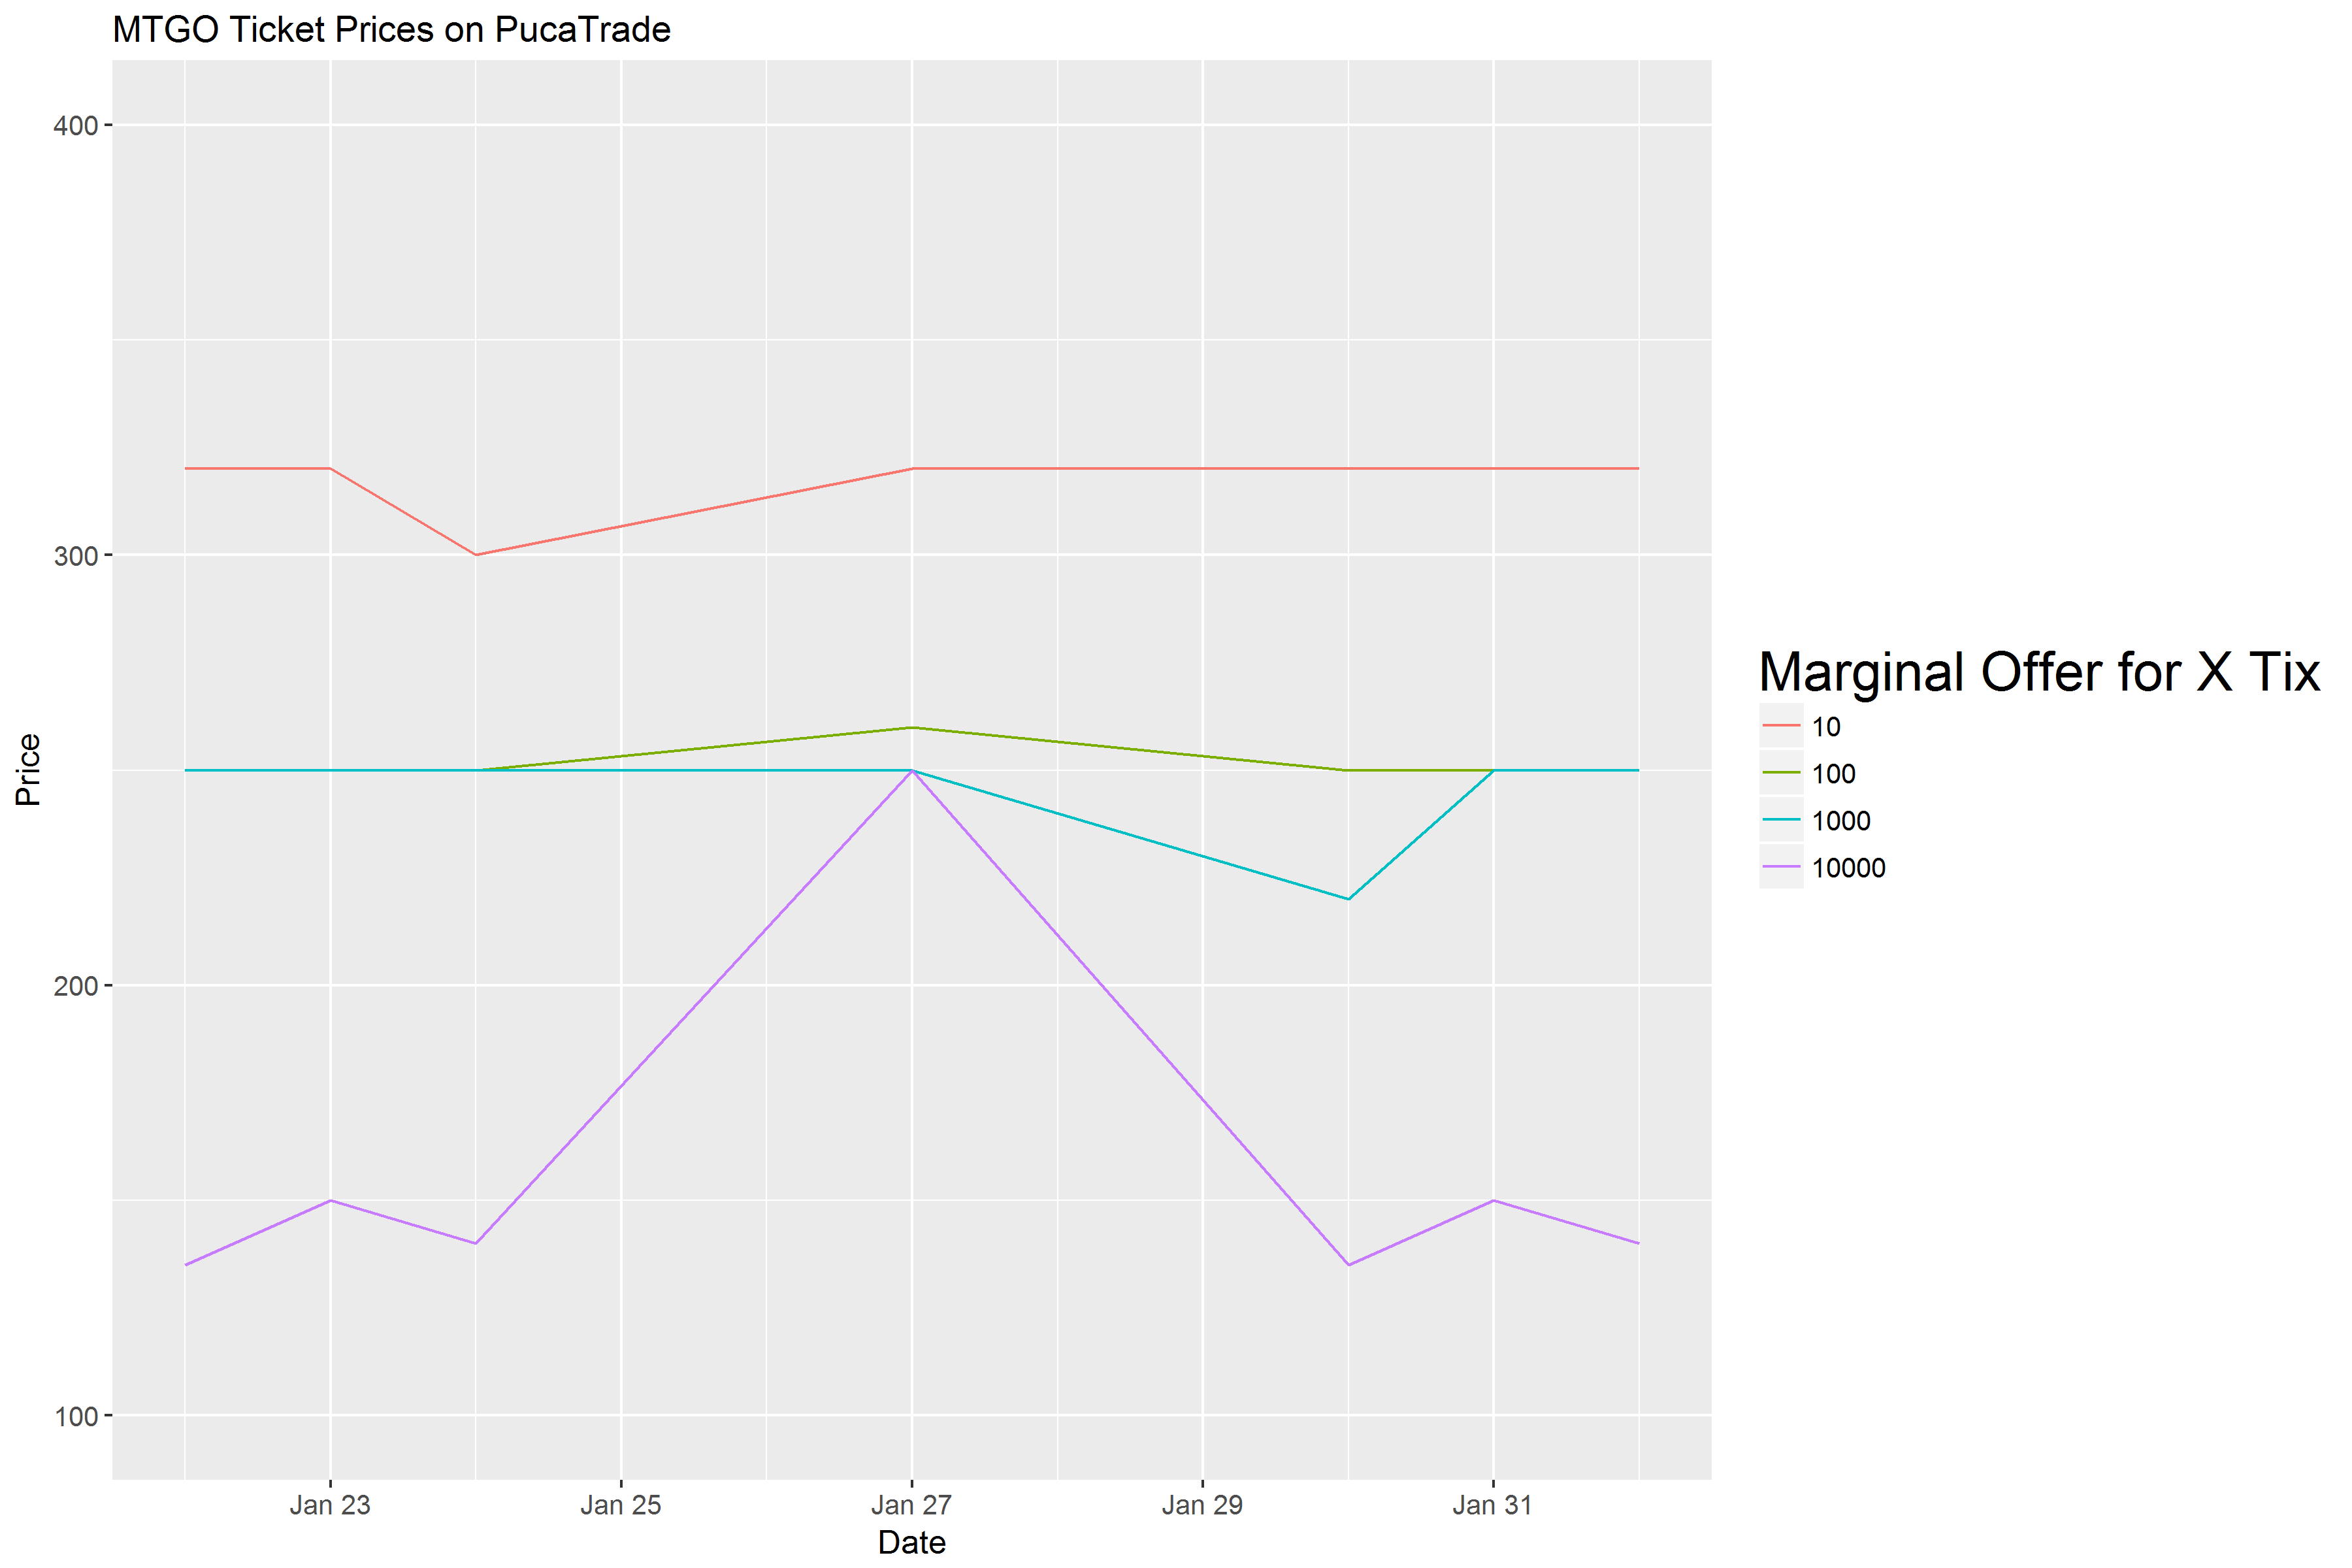 MTGO Ticket Prices on PucaTrade
400
300
200
100
Price
Jan 23 Jan 25 Jan 27 Jan 29 Jan 31
Date
Marginal Offer for X Tix
10
100
1000
10000